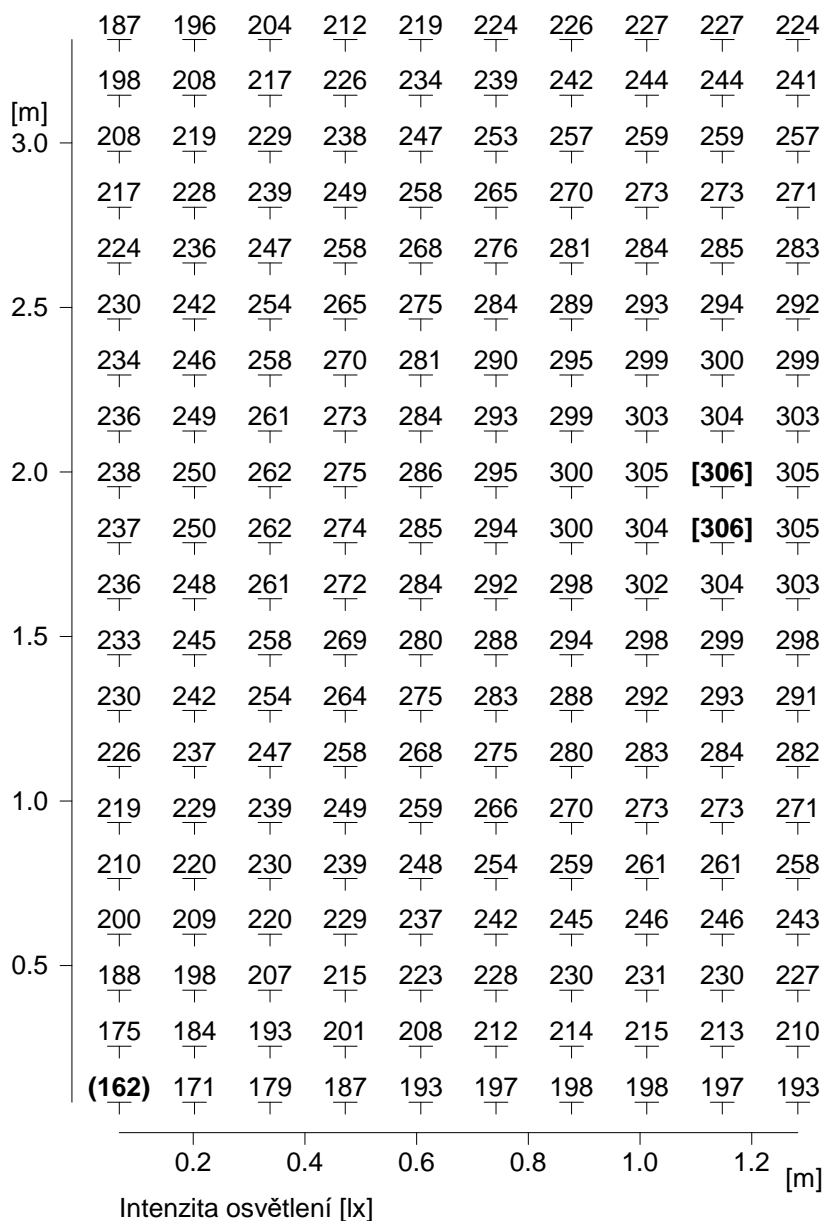 187 196 204 212 219 224 226 227 227 224
198 208 217 226 234 239 242 244 244 241
[m]
3.0 208 219 229 238 247 253 257 259 259 257
217 228 239 249 258 265 270 273 273 271
224 236 247 258 268 276 281 284 285 283
2.5 230 242 254 265 275 284 289 293 294 292
234 246 258 270 281 290 295 299 300 299
236 249 261 273 284 293 299 303 304 303
2.0 238 250 262 275 286 295 300 305 [306] 305
237 250 262 274 285 294 300 304 [306] 305
236 248 261 272 284 292 298 302 304 303
1.5 233 245 258 269 280 288 294 298 299 298
230 242 254 264 275 283 288 292 293 291
226 237 247 258 268 275 280 283 284 282
1.0 219 229 239 249 259 266 270 273 273 271
210 220 230 239 248 254 259 261 261 258
200 209 220 229 237 242 245 246 246 243
0.5 188 198 207 215 223 228 230 231 230 227
175 184 193 201 208 212 214 215 213 210
(162) 171 179 187 193 197 198 198 197 193
0.2 0.4 0.6 0.8 1.0 1.2
[m]
Intenzita osvětlení [lx]